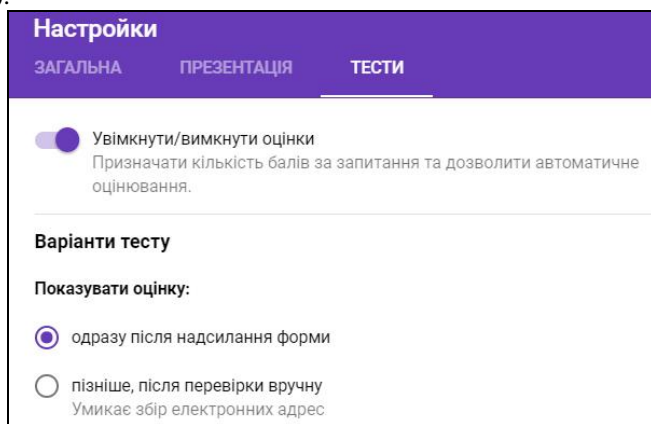 Настройки
ЗАГАЛЬНА ПРЕЗЕНТАЦІЯ ТЕСТИ
Увімкнути/вимкнути оцінки
Призначати кількість балів за запитання та дозволити автоматичне
оцінювання.
Варіанти тесту
Показувати оцінку:
одразу після надсилання форми
пізніше, після перевірки вручну
Умикає збір електронних адрес